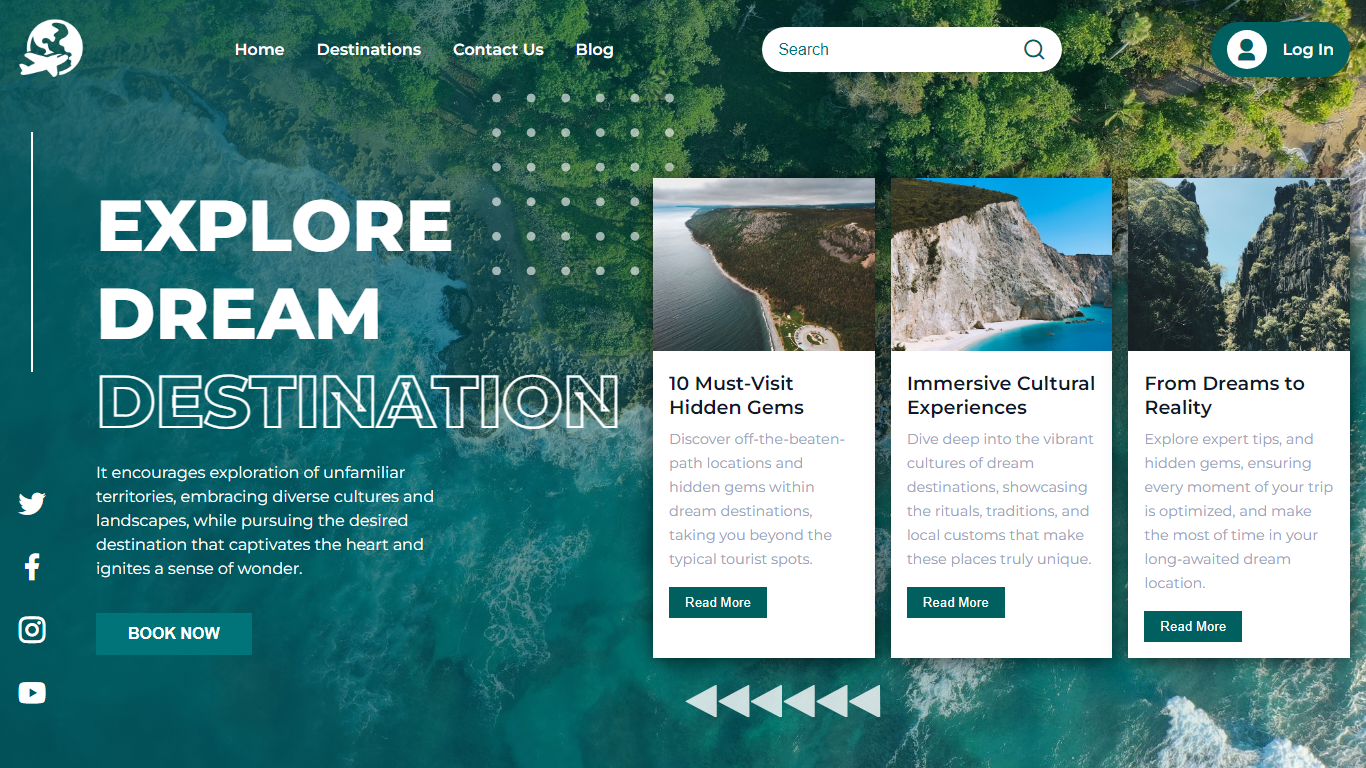 Home Destinations Contact Us Blog
Search
Log In
EXPLORE
DREAM
DESTINATION
It encourages exploration of unfamiliar
territories, embracing diverse cultures and
landscapes, while pursuing the desired
destination that captivates the heart and
ignites a sense of wonder.
BOOK NOW
10 Must-Visit
Hidden Gems
Discover off-the-beaten-
path locations and
hidden gems within
dream destinations,
taking you beyond the
typical tourist spots.
Read More
Immersive Cultural
Experiences
Dive deep into the vibrant
cultures of dream
destinations, showcasing
the rituals, traditions, and
local customs that make
these places truly unique.
Read More
From Dreams to
Reality
Explore expert tips, and
hidden gems, ensuring
every moment of your trip
is optimized, and make
the most of time in your
long-awaited dream
location.
Read More